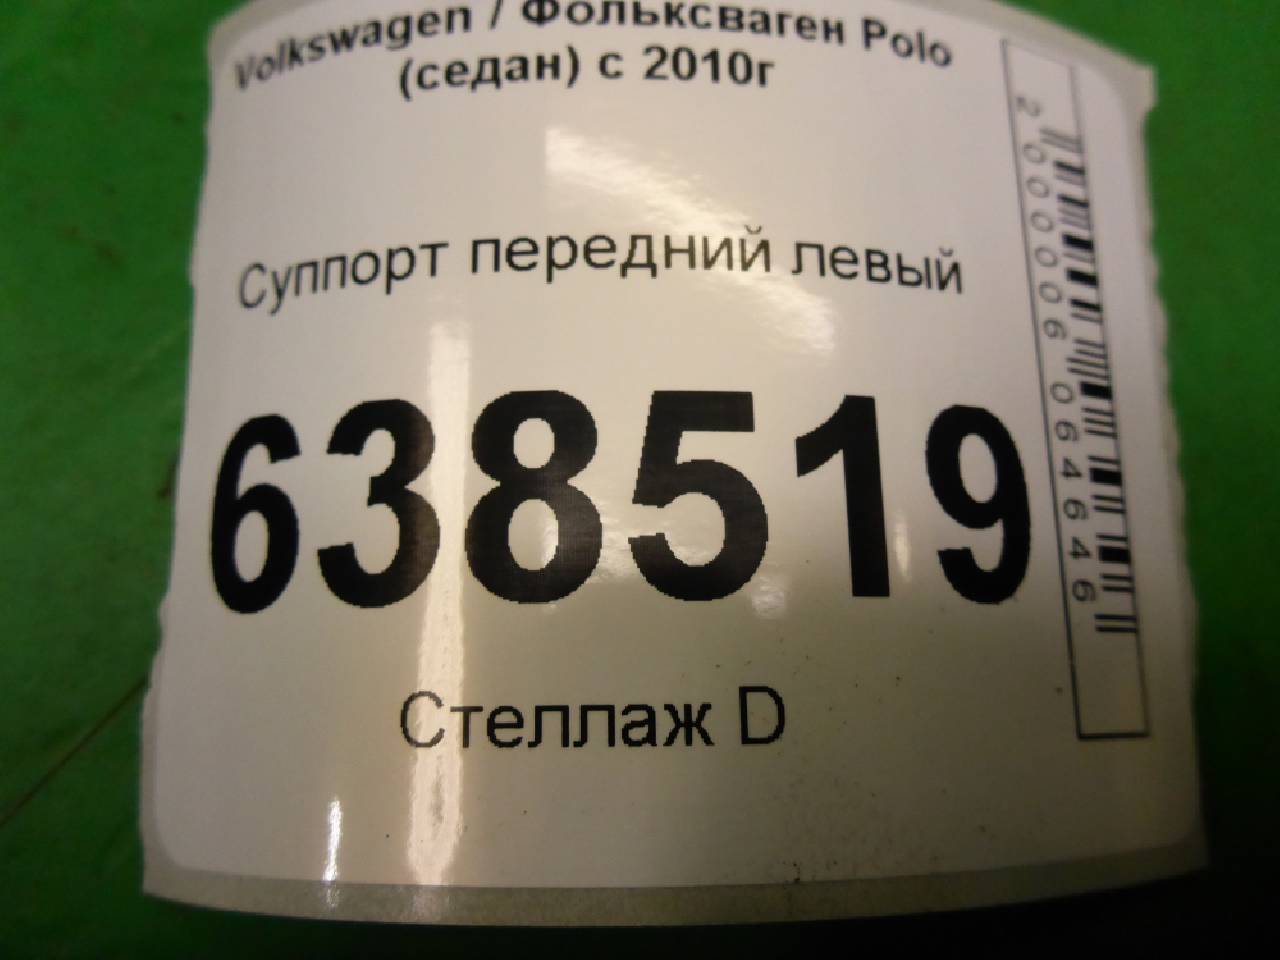 Volkswagen / Фольксваген Polo
(седан) с 2010г
Суппорт передний левый
638519
Стеллаж D
2000006064646